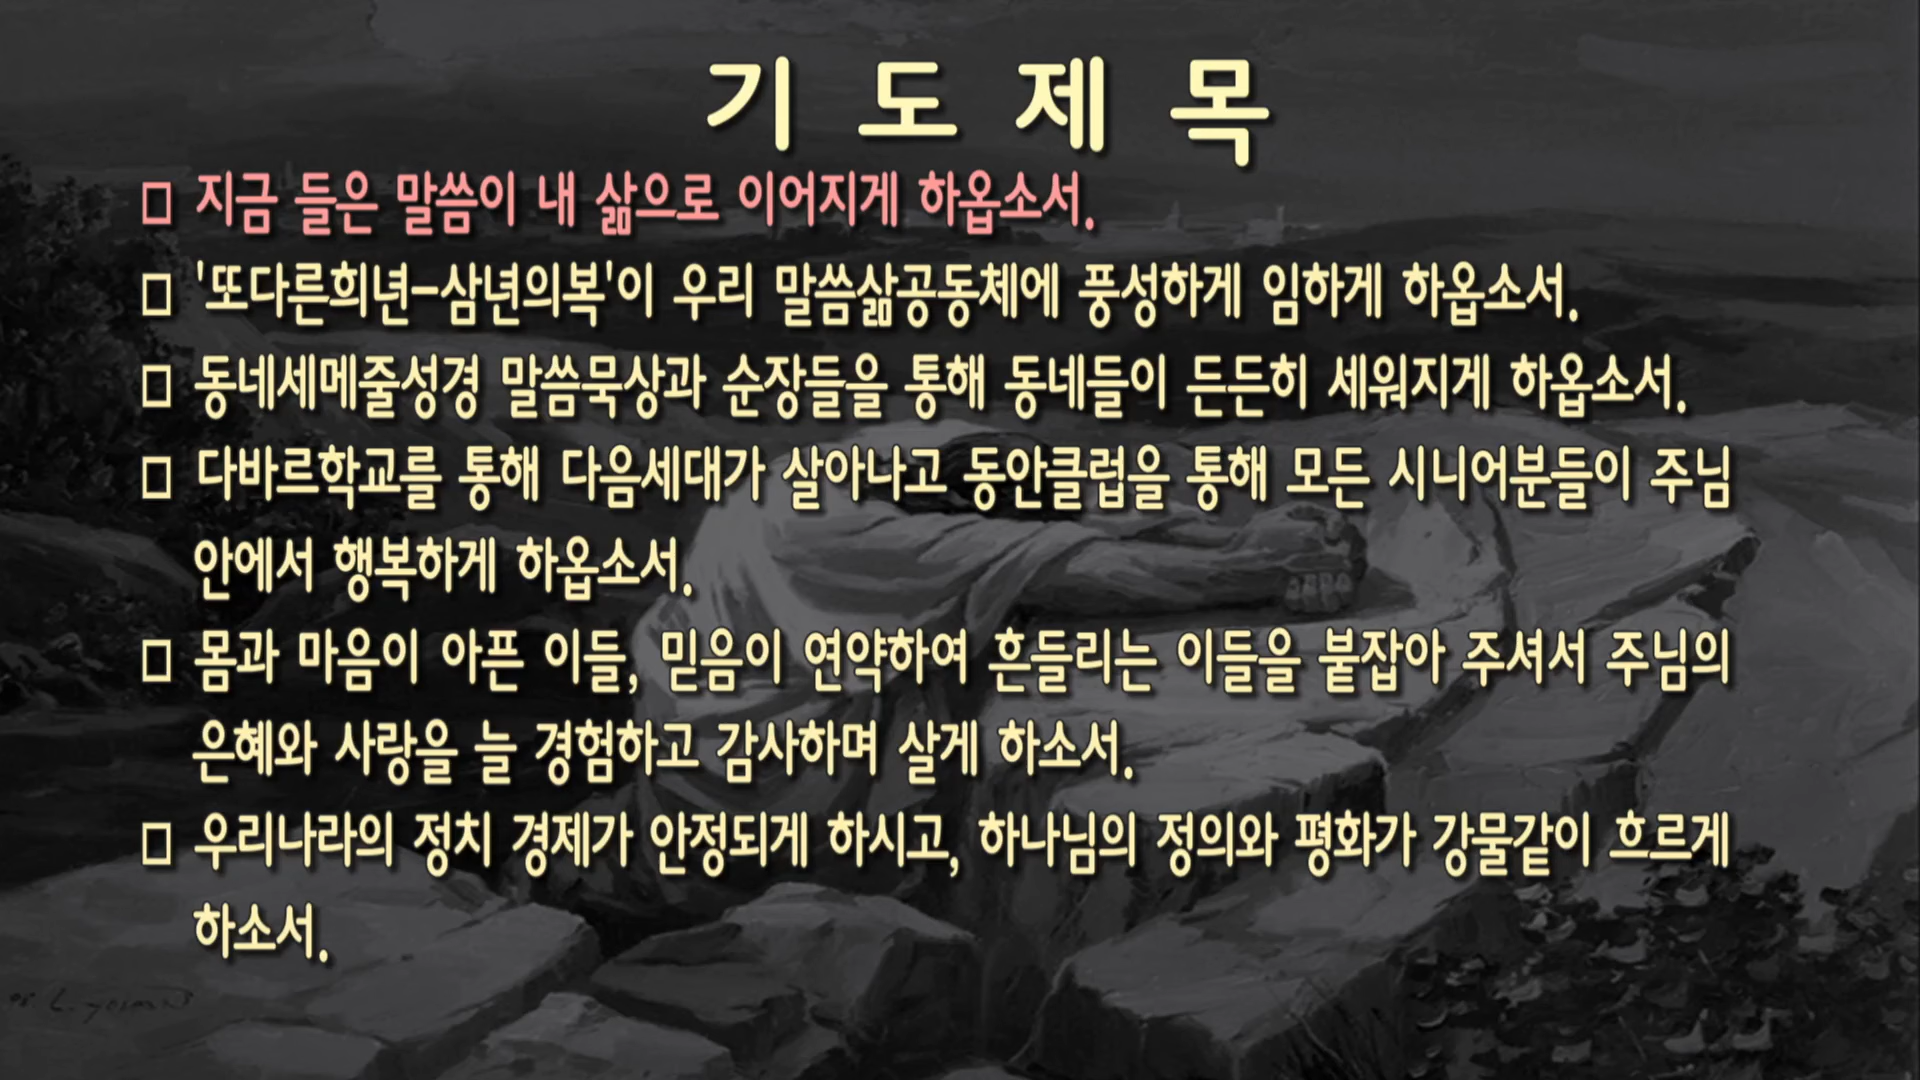 기 도 제 목
□ 지금 들은 말씀이 내 삶으로 이어지게 하옵소서.
□ '또다른희년-삼년의복'이 우리 말씀삶공동체에 풍성하게 임하게 하옵소서.
□ 동네세메줄성경 말씀묵상과 순장들을 통해 동네들이 든든히 세워지게 하옵소서.
□ 다바르학교를 통해 다음세대가 살아나고 동안클럽을 통해 모든 시니어분들이 주님
안에서 행복하게 하옵소서.
□ 몸과 마음이 아픈 이들, 믿음이 연약하여 흔들리는 이들을 붙잡아 주셔서 주님의
은혜와 사랑을 늘 경험하고 감사하며 살게 하소서.
□ 우리나라의 정치 경제가 안정되게 하시고, 하나님의 정의와 평화가 강물같이 흐르게
하소서.